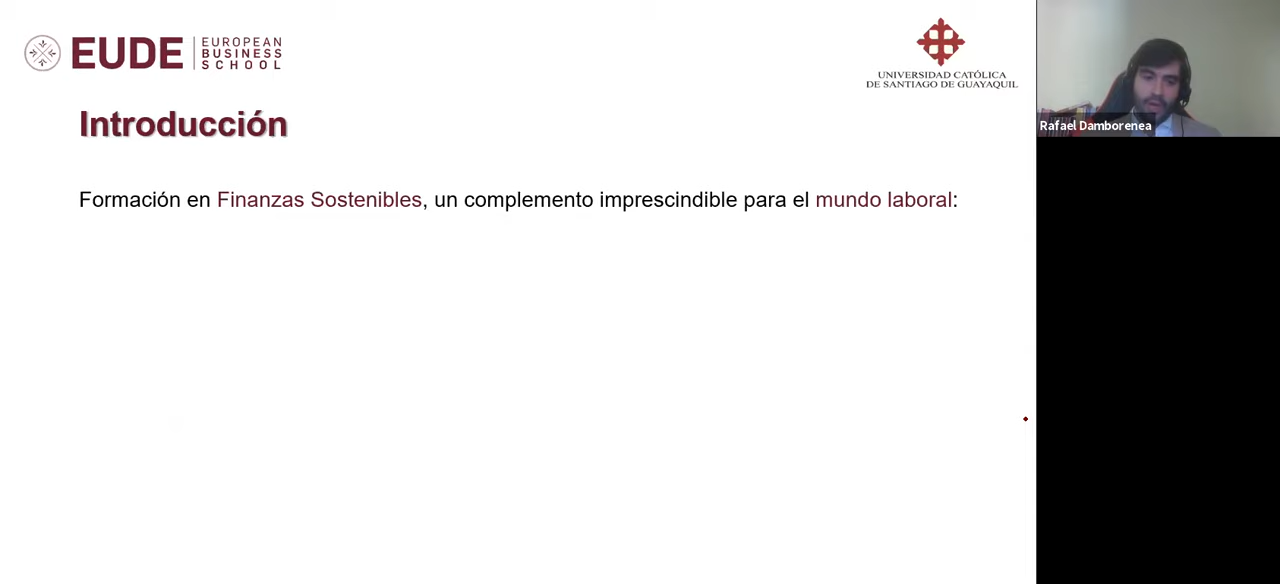 EUDE
EUROPEAN
BUSINESS
SCHOOL
UNIVERSIDAD CATÓLICA
DE SANTIAGO DE GUAYAQUIL
Rafael Damborenea
Introducción
Formación en Finanzas Sostenibles, un complemento imprescindible para el mundo laboral: